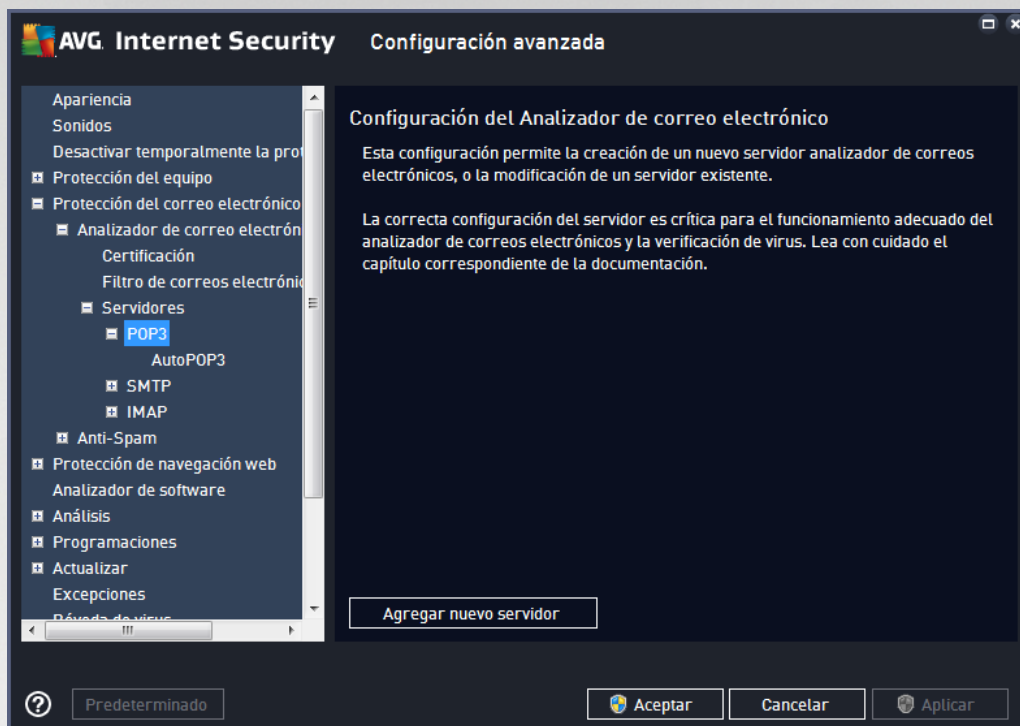 AVG. Internet Security
Configuración avanzada
Apariencia
Sonidos
Desactivar temporalmente la prot
Protección del equipo
Protección del correo electrónico
Analizador de correo electrón
Certificación
Filtro de correos electrónic
Servidores
POP3
AutoPOP3
SMTP
IMAP
Anti-Spam
Protección de navegación web
Analizador de software
Análisis
Programaciones
Actualizar
Excepciones
Bóveda de virus
Configuración del Analizador de correo electrónico
Esta configuración permite la creación de un nuevo servidor analizador de correos
electrónicos, o la modificación de un servidor existente.
La correcta configuración del servidor es crítica para el funcionamiento adecuado del
analizador de correos electrónicos y la verificación de virus. Lea con cuidado el
capítulo correspondiente de la documentación.
Agregar nuevo servidor
Predeterminado
Aceptar
Cancelar
Aplicar